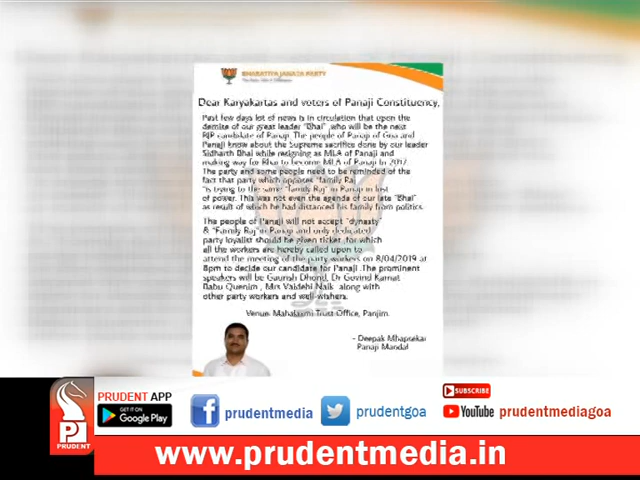 BHARATIYA JANATA PARTY
Dear Karyakartas and voters of Panaji Constituency,
Past few days lot of news is in circulation that upon the
demise of our great leader "Bhai" ,who will be the next
BJP candidate of Panaji. The people of Panaji of Goa and
Panaji know about the Supreme sacrifice done by our leader
Sidharth Bhai while resigning as MLA of Panaji and
making way for Bhai to become MLA of Panaji in 2017.
The party and some people need to be reminded of the
fact that party which opposes "family Raj
"is trying to the same "family Raj" in Panaji in lust
of power. This was not even the agenda of our late "Bhai"
as result of which he had distanced his family from politics.
The people of Panaji will not accept "dynasty"
& "Family Raj"in Panaji and only dedicated
party loyalist should be given ticket ,for which
all the workers are hereby called upon to
attend the meeting of the party workers on 8/04/2019 at
8pm to decide our candidate for Panaji .The prominent
speakers will be Gaurish Dhond, Dr Govind Kamat
Babu Quenim , Mrs Vaidehi Naik along with
other party workers and well-wishers.
Venue: Mahalaxmi Trust Office, Panjim.
- Deepak Mhapsekar
Panaji Mandal
PRUDENT
PRUDENT APP
GET IT ON
Google Play
prudentmedia
prudentgoa
SUBSCRIBE
YouTube prudentmediagoa
www.prudentmedia.in